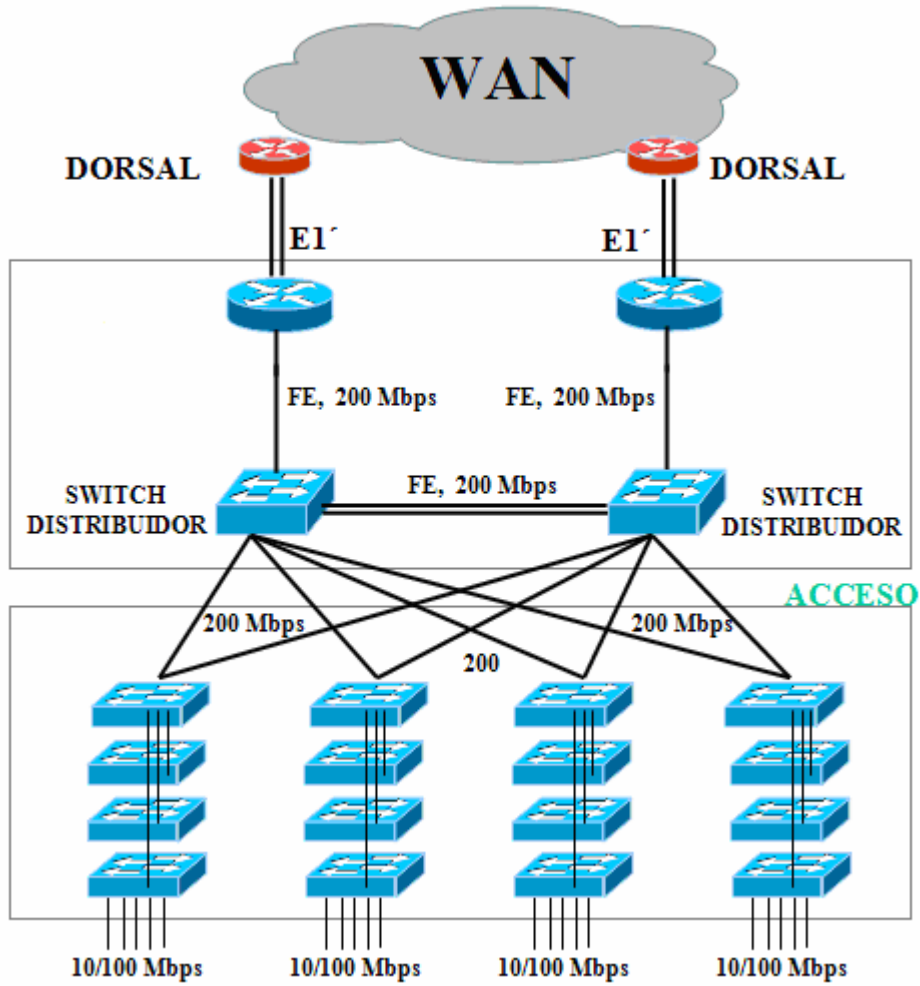 WAN
DORSAL
DORSAL
E1´
E1´
FE, 200 Mbps
FE, 200 Mbps
FE, 200 Mbps
SWITCH
DISTRIBUIDOR
SWITCH
DISTRIBUIDOR
ACCESO
200 Mbps
200 Mbps
200
10/100 Mbps
10/100 Mbps
10/100 Mbps
10/100 Mbps